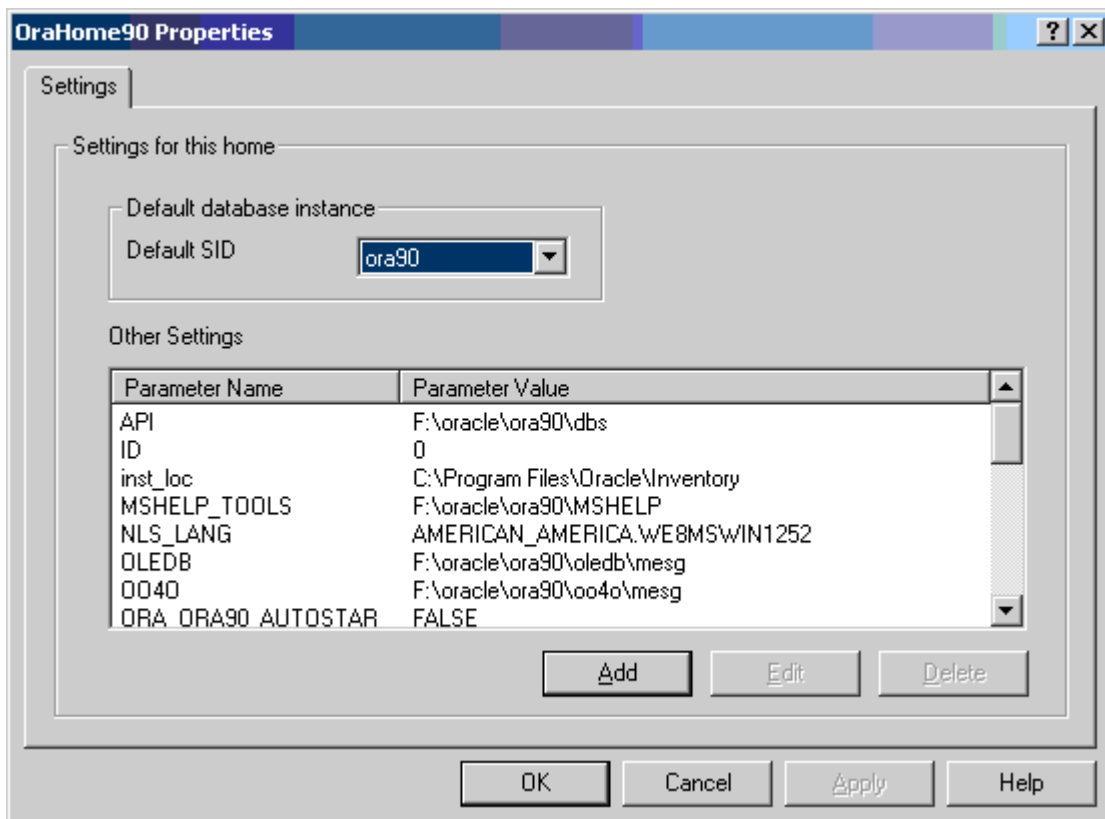 OraHome90 Properties
Settings
Settings for this home
Default database instance
Default SID ora90
Other Settings
Parameter Name Parameter Value
API F:\oracle\ora90\dbs
ID 0
inst_loc C:\Program Files\Oracle\Inventory
MSHELP_TOOLS F:\oracle\ora90\MSHELP
NLS_LANG AMERICAN_AMERICA.WE8MSWIN1252
OLEDB F:\oracle\ora90\oledb\mesg
OO4O F:\oracle\ora90\oo4o\mesg
ORA_ORA90_AUTOSTAR FALSE
Add Edit Delete
OK Cancel Apply Help